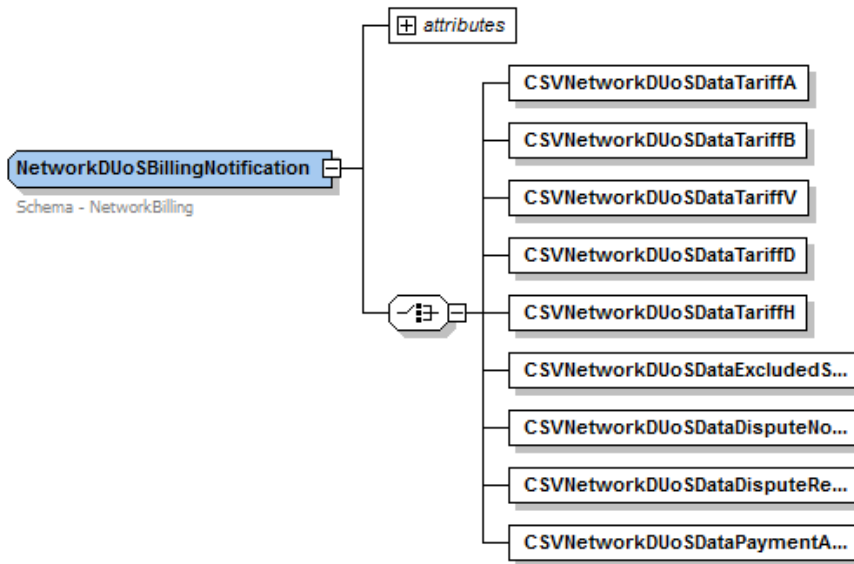 attributes
CSVNetworkDUoSDataTariffA
CSVNetworkDUoSDataTariffB
NetworkDUoSBillingNotification
Schema - NetworkBilling
CSVNetworkDUoSDataTariffV
CSVNetworkDUoSDataTariffD
CSVNetworkDUoSDataTariffH
CSVNetworkDUoSDataExcludedS...
CSVNetworkDUoSDataDisputeNo...
CSVNetworkDUoSDataDisputeRe...
CSVNetworkDUoSDataPaymentA...